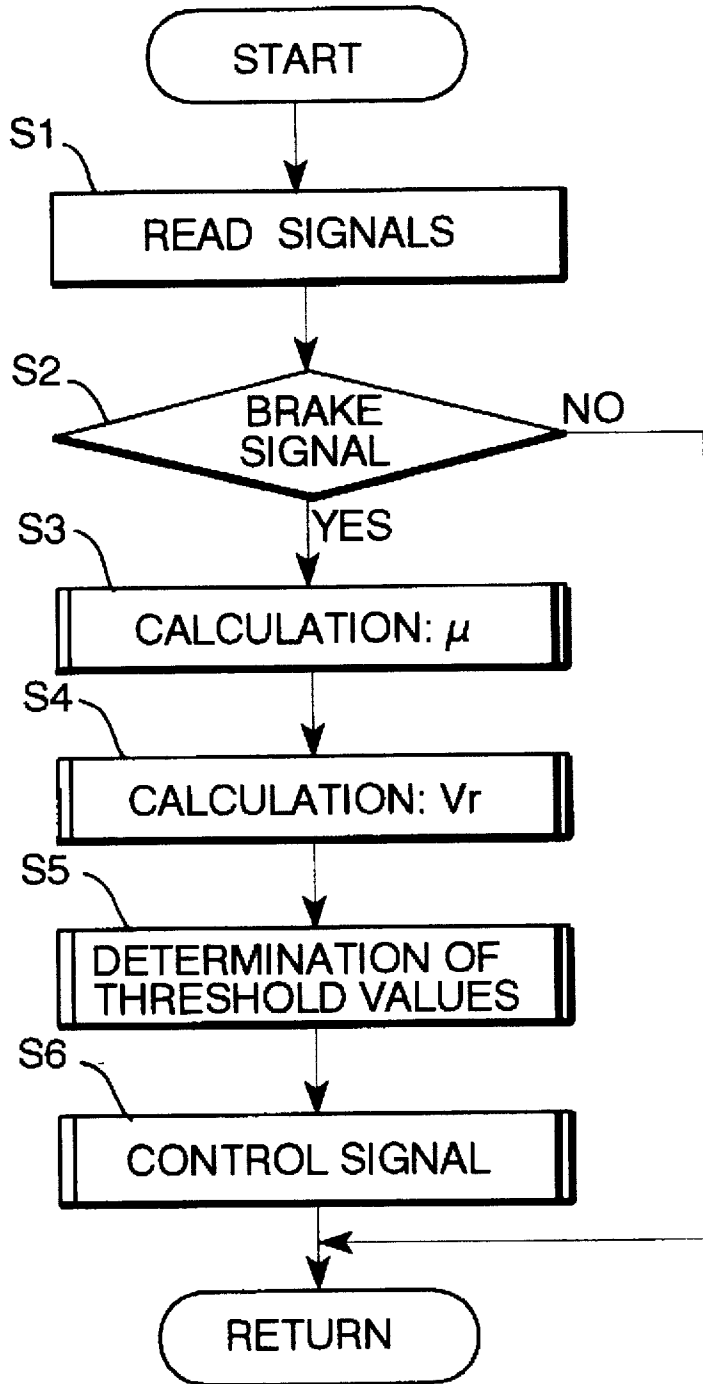 START
S1
READ SIGNALS
S2
BRAKE
SIGNAL
NO
YES
S3
CALCULATION: μ
S4
CALCULATION: Vr
S5
DETERMINATION OF
THRESHOLD VALUES
S6
CONTROL SIGNAL
RETURN